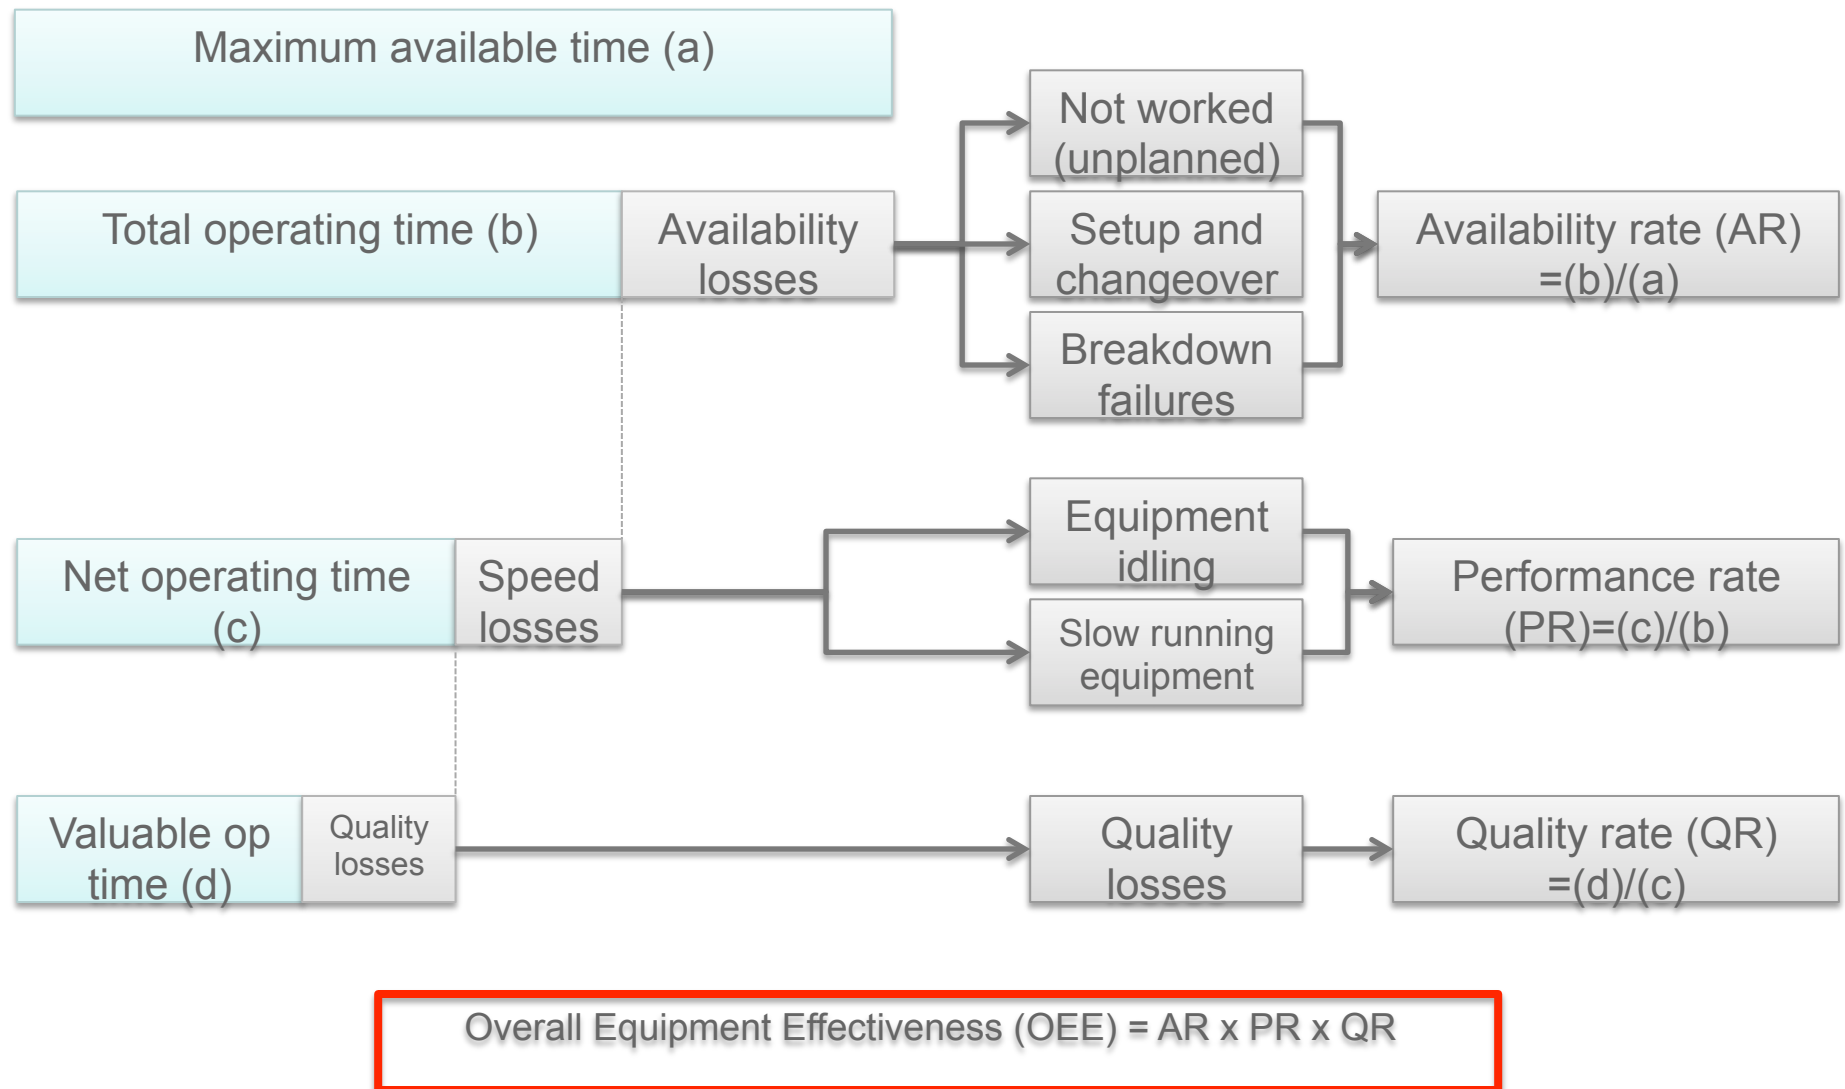 Maximum available time (a)
Not worked
(unplanned)
Total operating time (b)
Availability
losses
Setup and
changeover
Availability rate (AR)
=(b)/(a)
Breakdown
failures
Equipment
idling
Net operating time
(c)
Speed
losses
Performance rate
(PR)=(c)/(b)
Slow running
equipment
Valuable op
time (d)
Quality
losses
Quality
losses
Quality rate (QR)
=(d)/(c)
Overall Equipment Effectiveness (OEE) = AR x PR x QR